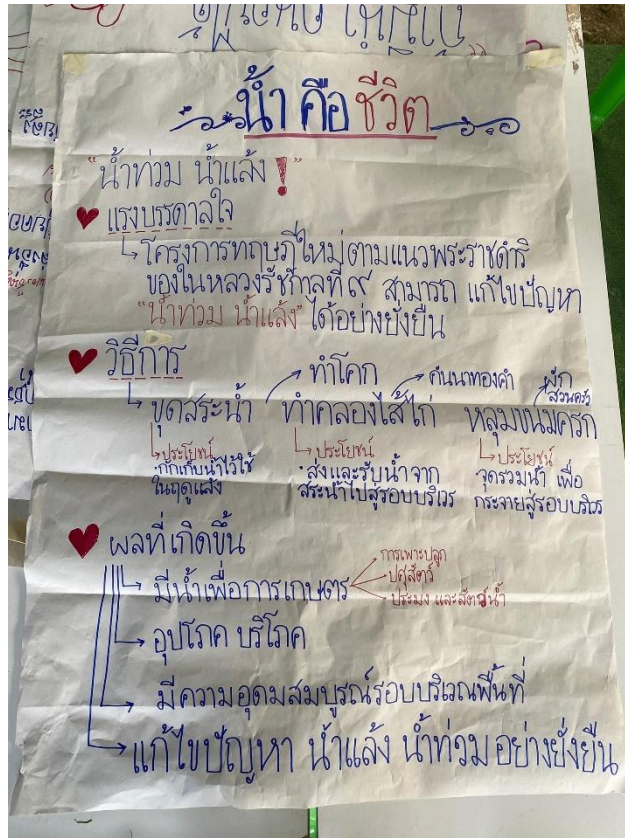 น้ำ คือ ชีวิต
"น้ำท่วม น้ำแล้ง !"
แรงบรรดาลใจ
โครงการทฤษฎีใหม่ตามแนวพระราชดำริ
ของในหลวงรัชกาลที่ ๙ สามารถ แก้ไขปัญหา
"น้ำท่วม น้ำแล้ง" ได้อย่างยั่งยืน
วิธีการ
ทำโคก
คันนาทองคำ
ผัก
สวนครัว
ขุดสระน้ำ
ทำคลองไส้ไก่
หลุมขนมครก
ประโยชน์
กักเก็บน้ำไว้ใช้
ในฤดูแล้ง
ประโยชน์
ส่งและรับน้ำจาก
สระน้ำไปสู่รอบบริเวร
ประโยชน์
จุดรวมน้ำ เพื่อ
กระจายสู่รอบบริเวร
ผลที่เกิดขึ้น
มีน้ำเพื่อการเกษตร
การเพาะปลูก
ปศุสัตว์
ประมง และสัตว์น้ำ
อุปโภค บริโภค
มีความอุดมสมบูรณ์รอบบริเวณพื้นที่
แก้ไขปัญหา น้ำแล้ง น้ำท่วม อย่างยั่งยืน